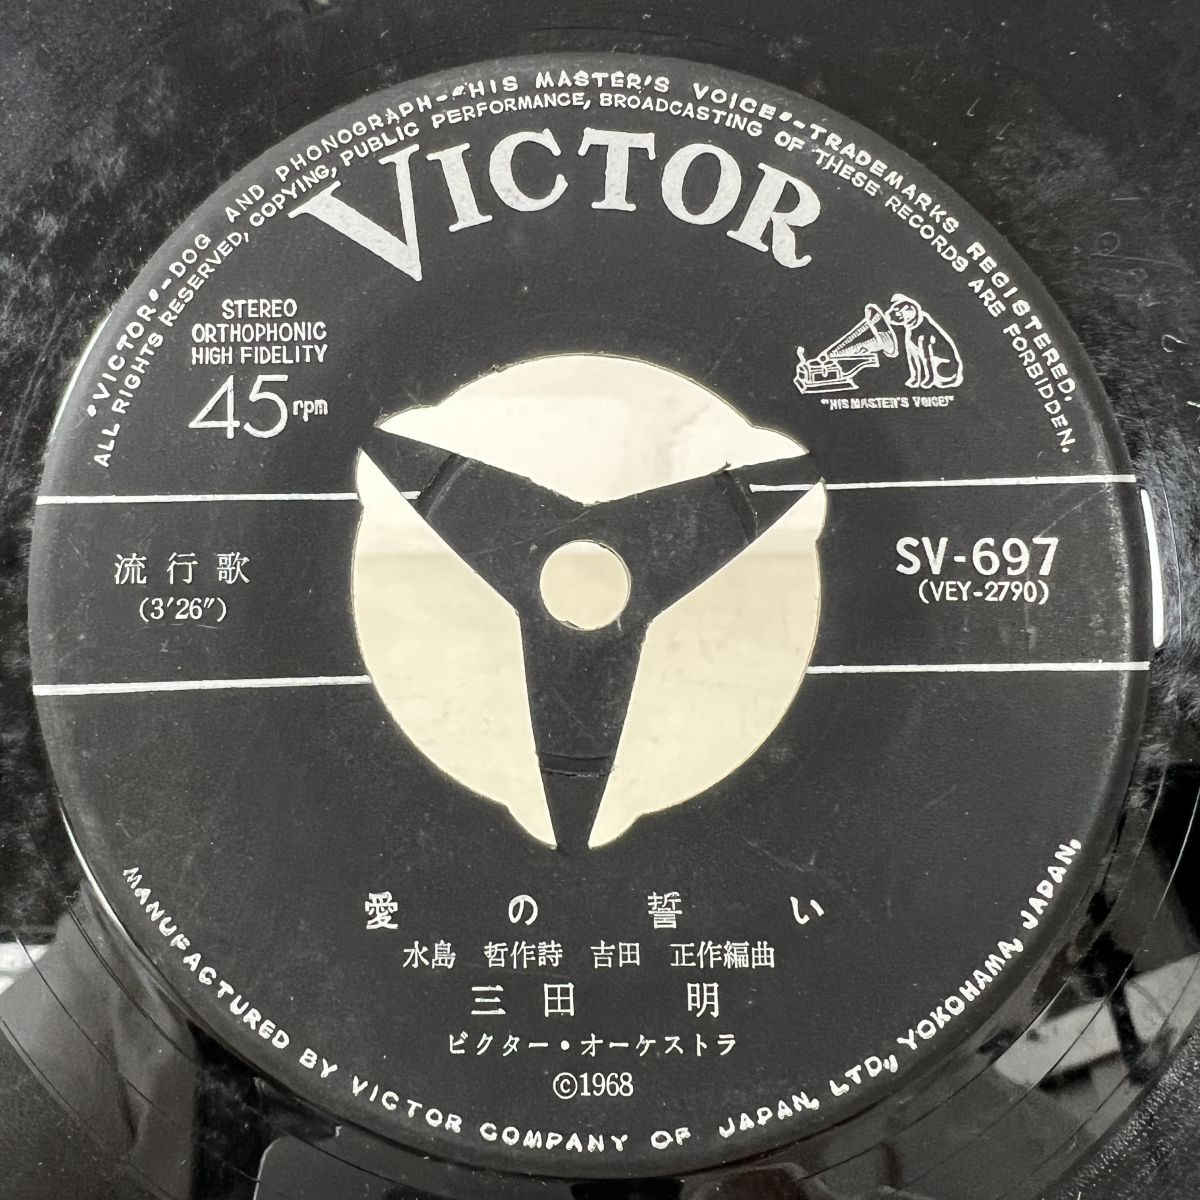 "VICTOR"-DOG AND PHONOGRAPH-"HIS MASTER'S VOICE"-TRADEMARKS REGISTERED.
ALL RIGHTS RESERVED, COPYING, PUBLIC PERFORMANCE, BROADCASTING OF THESE RECORDS ARE FORBIDDEN.
VICTOR
STEREO
ORTHOPHONIC
HIGH FIDELITY
45rpm
"HIS MASTER'S VOICE"
流行歌
(3′26″)
SV-697
(VEY-2790)
愛の誓い
水島 哲作詩 吉田 正作編曲
三田 明
ビクター・オーケストラ
©1968
MANUFACTURED BY VICTOR COMPANY OF JAPAN, LTD., YOKOHAMA, JAPAN.